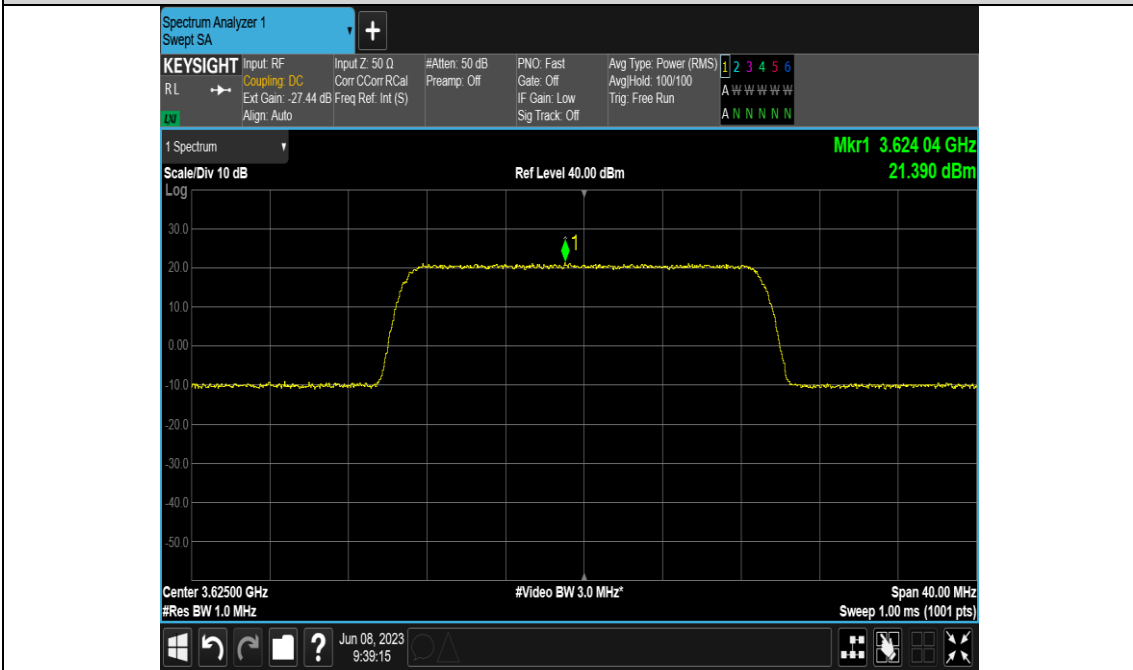 Spectrum Analyzer 1
Swept SA
+
KEYSIGHT
RL
LXI
Input: RF
Coupling: DC
Ext Gain: -27.44 dB
Align: Auto
Input Z: 50 Ω
Corr CCorr RCal
Freq Ref: Int (S)
#Atten: 50 dB
Preamp: Off
PNO: Fast
Gate: Off
IF Gain: Low
Sig Track: Off
Avg Type: Power (RMS)
Avg|Hold: 100/100
Trig: Free Run
1 2 3 4 5 6
A W W W W W
A N N N N N
1 Spectrum
Mkr1 3.624 04 GHz
21.390 dBm
Scale/Div 10 dB
Ref Level 40.00 dBm
Log
30.0
20.0
10.0
0.00
-10.0
-20.0
-30.0
-40.0
-50.0
1
Center 3.62500 GHz
#Video BW 3.0 MHz*
Span 40.00 MHz
#Res BW 1.0 MHz
Sweep 1.00 ms (1001 pts)
?
Jun 08, 2023
9:39:15